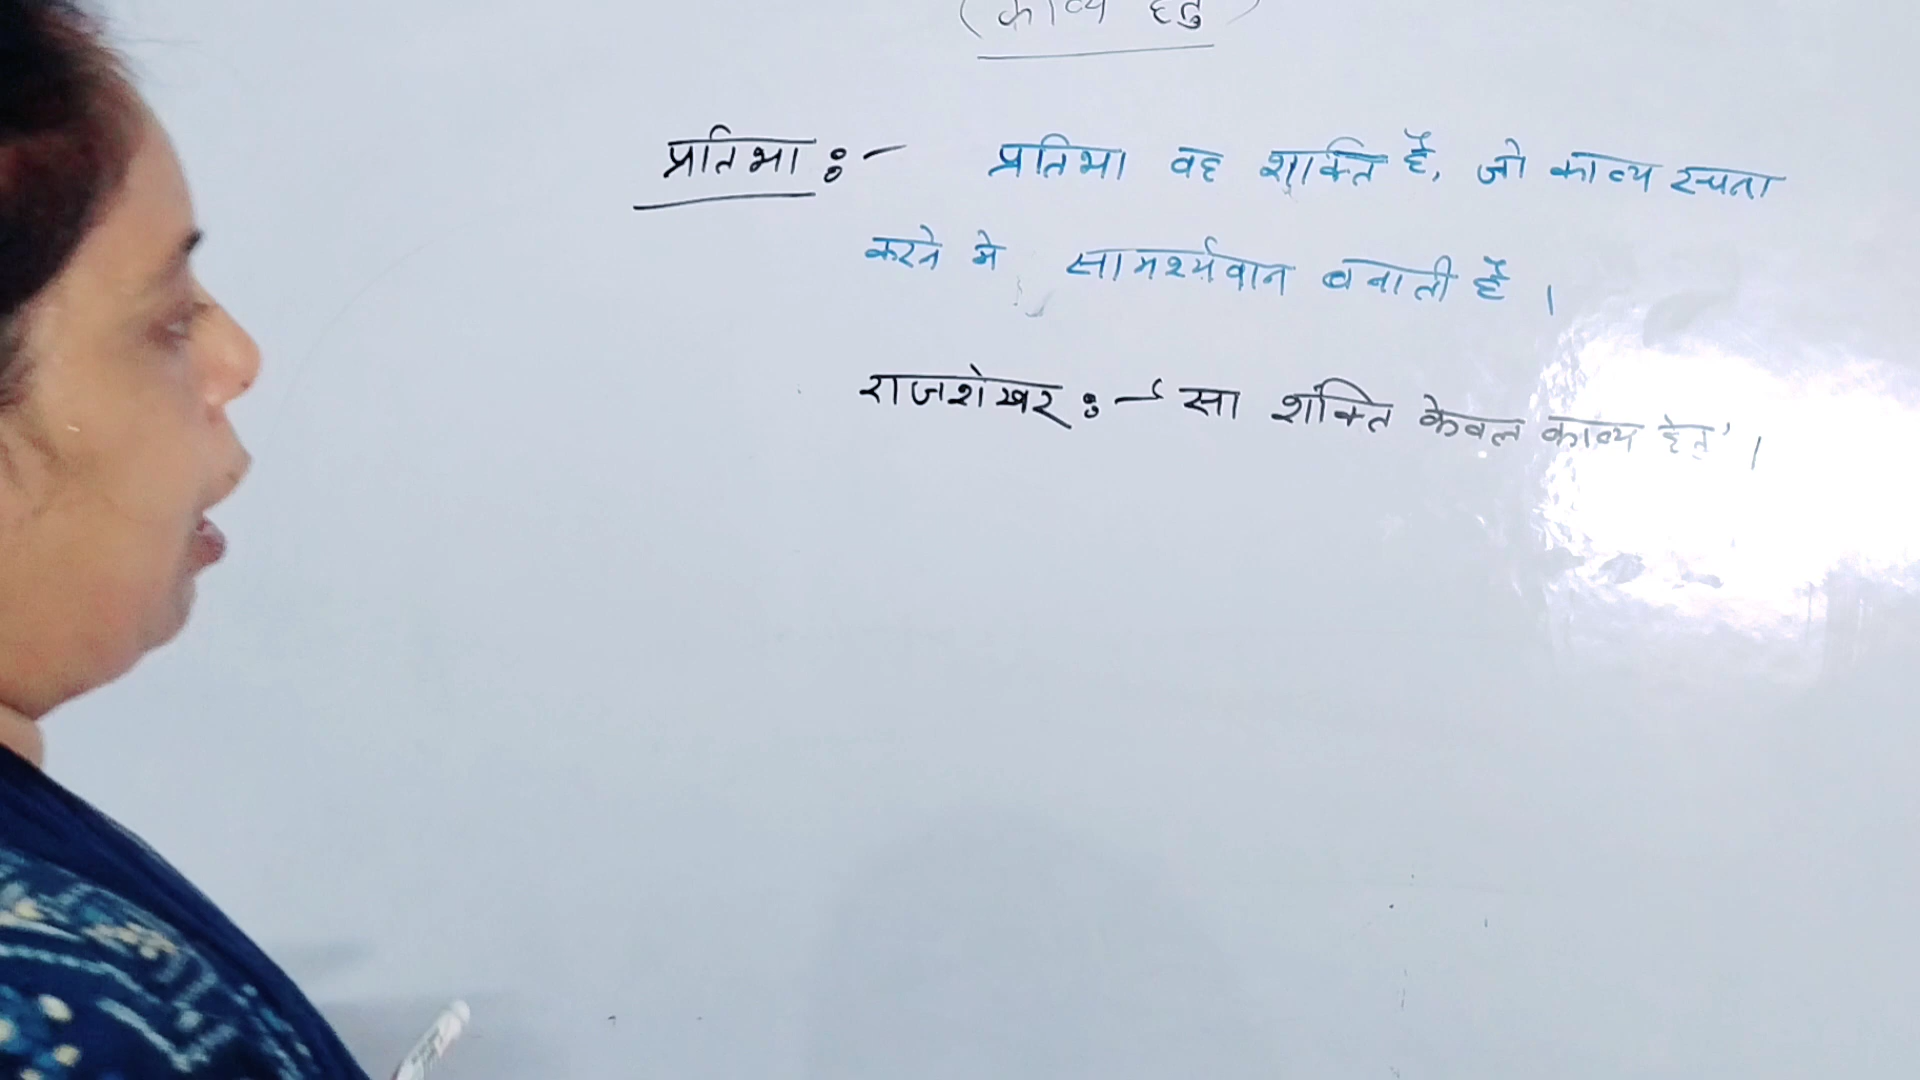 (काव्य हेतु)
प्रतिभा :- प्रतिभा वह शक्ति है, जो काव्य रचना
करने मे सामर्थ्यवान बनाती है ।
राजशेखर :- ‘सा शक्ति केवल काव्य हेतु’ ।